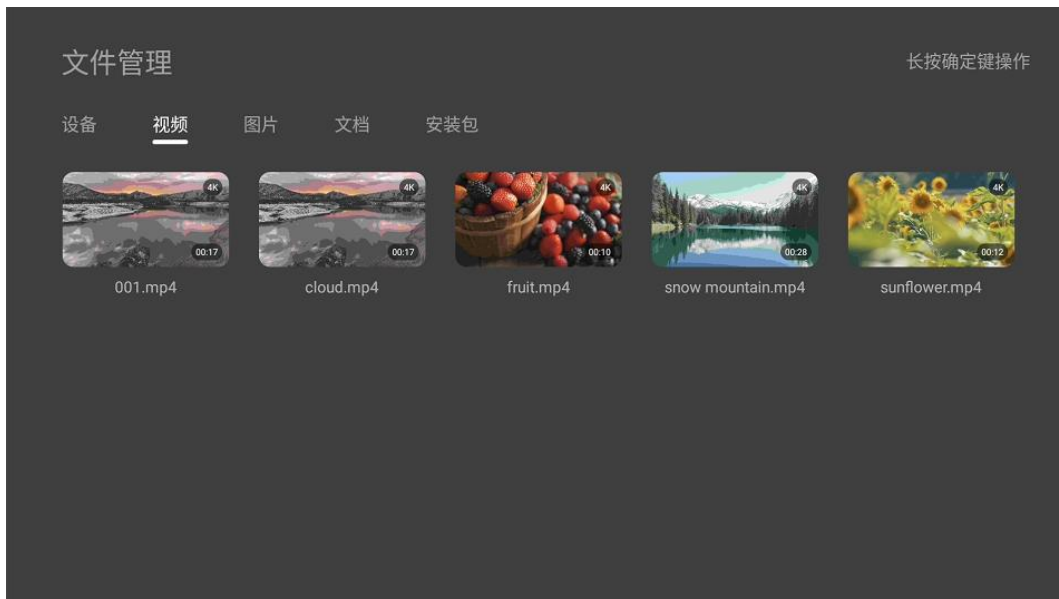 文件管理
长按确定键操作
设备 视频 图片 文档 安装包
4K 4K 4K 4K 4K
00:17 00:17 00:10 00:28 00:12
001.mp4 cloud.mp4 fruit.mp4 snow mountain.mp4 sunflower.mp4